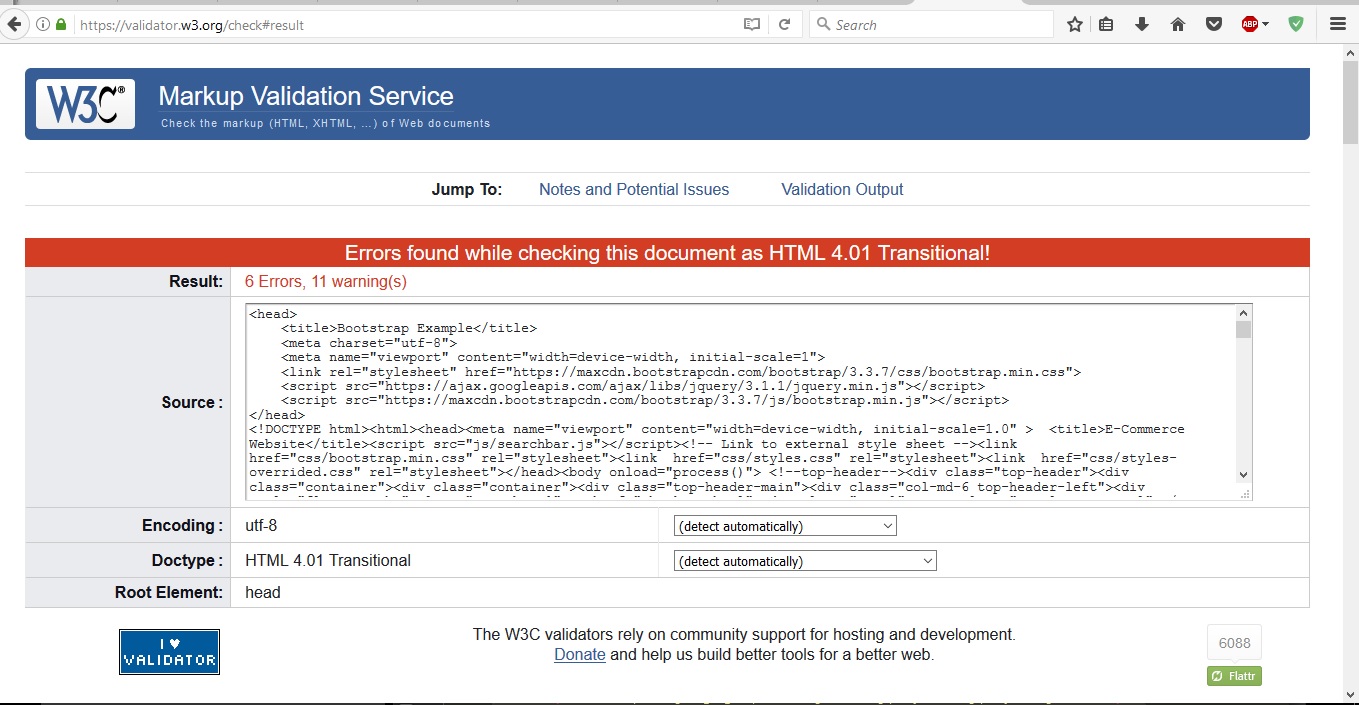 https://validator.w3.org/check#result
Search
ABP
W3C®
Markup Validation Service
Check the markup (HTML, XHTML, ...) of Web documents
Jump To: Notes and Potential Issues Validation Output
Errors found while checking this document as HTML 4.01 Transitional!
Result: 6 Errors, 11 warning(s)
Source :
<head>
<title>Bootstrap Example</title>
<meta charset="utf-8">
<meta name="viewport" content="width=device-width, initial-scale=1">
<link rel="stylesheet" href="https://maxcdn.bootstrapcdn.com/bootstrap/3.3.7/css/bootstrap.min.css">
<script src="https://ajax.googleapis.com/ajax/libs/jquery/3.1.1/jquery.min.js"></script>
<script src="https://maxcdn.bootstrapcdn.com/bootstrap/3.3.7/js/bootstrap.min.js"></script>
</head>
<!DOCTYPE html><html><head><meta name="viewport" content="width=device-width, initial-scale=1.0" > <title>E-Commerce
Website</title><script src="js/searchbar.js"></script><!-- Link to external style sheet --><link
href="css/bootstrap.min.css" rel="stylesheet"><link href="css/styles.css" rel="stylesheet"><link href="css/styles-
overrided.css" rel="stylesheet"></head><body onload="process()"> <!--top-header--><div class="top-header"><div
class="container"><div class="container"><div class="top-header-main"><div class="col-md-6 top-header-left"><div
Encoding : utf-8 (detect automatically)
Doctype : HTML 4.01 Transitional (detect automatically)
Root Element: head
I ♥
VALIDATOR
The W3C validators rely on community support for hosting and development.
Donate and help us build better tools for a better web.
6088
Flattr